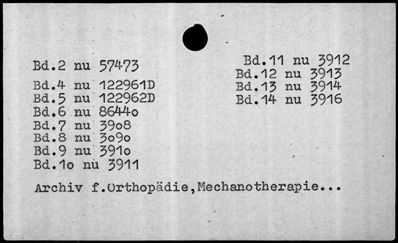 Bd.2 nu 57473
Bd.4 nu 122961D
Bd.5 nu 122962D
Bd.6 nu 8644o
Bd.7 nu 39o8
Bd.8 nu 3o9o
Bd.9 nu 391o
Bd.1o nu 3911
Bd.11 nu 3912
Bd.12 nu 3913
Bd.13 nu 3914
Bd.14 nu 3916
Archiv f.Orthopädie,Mechanotherapie...